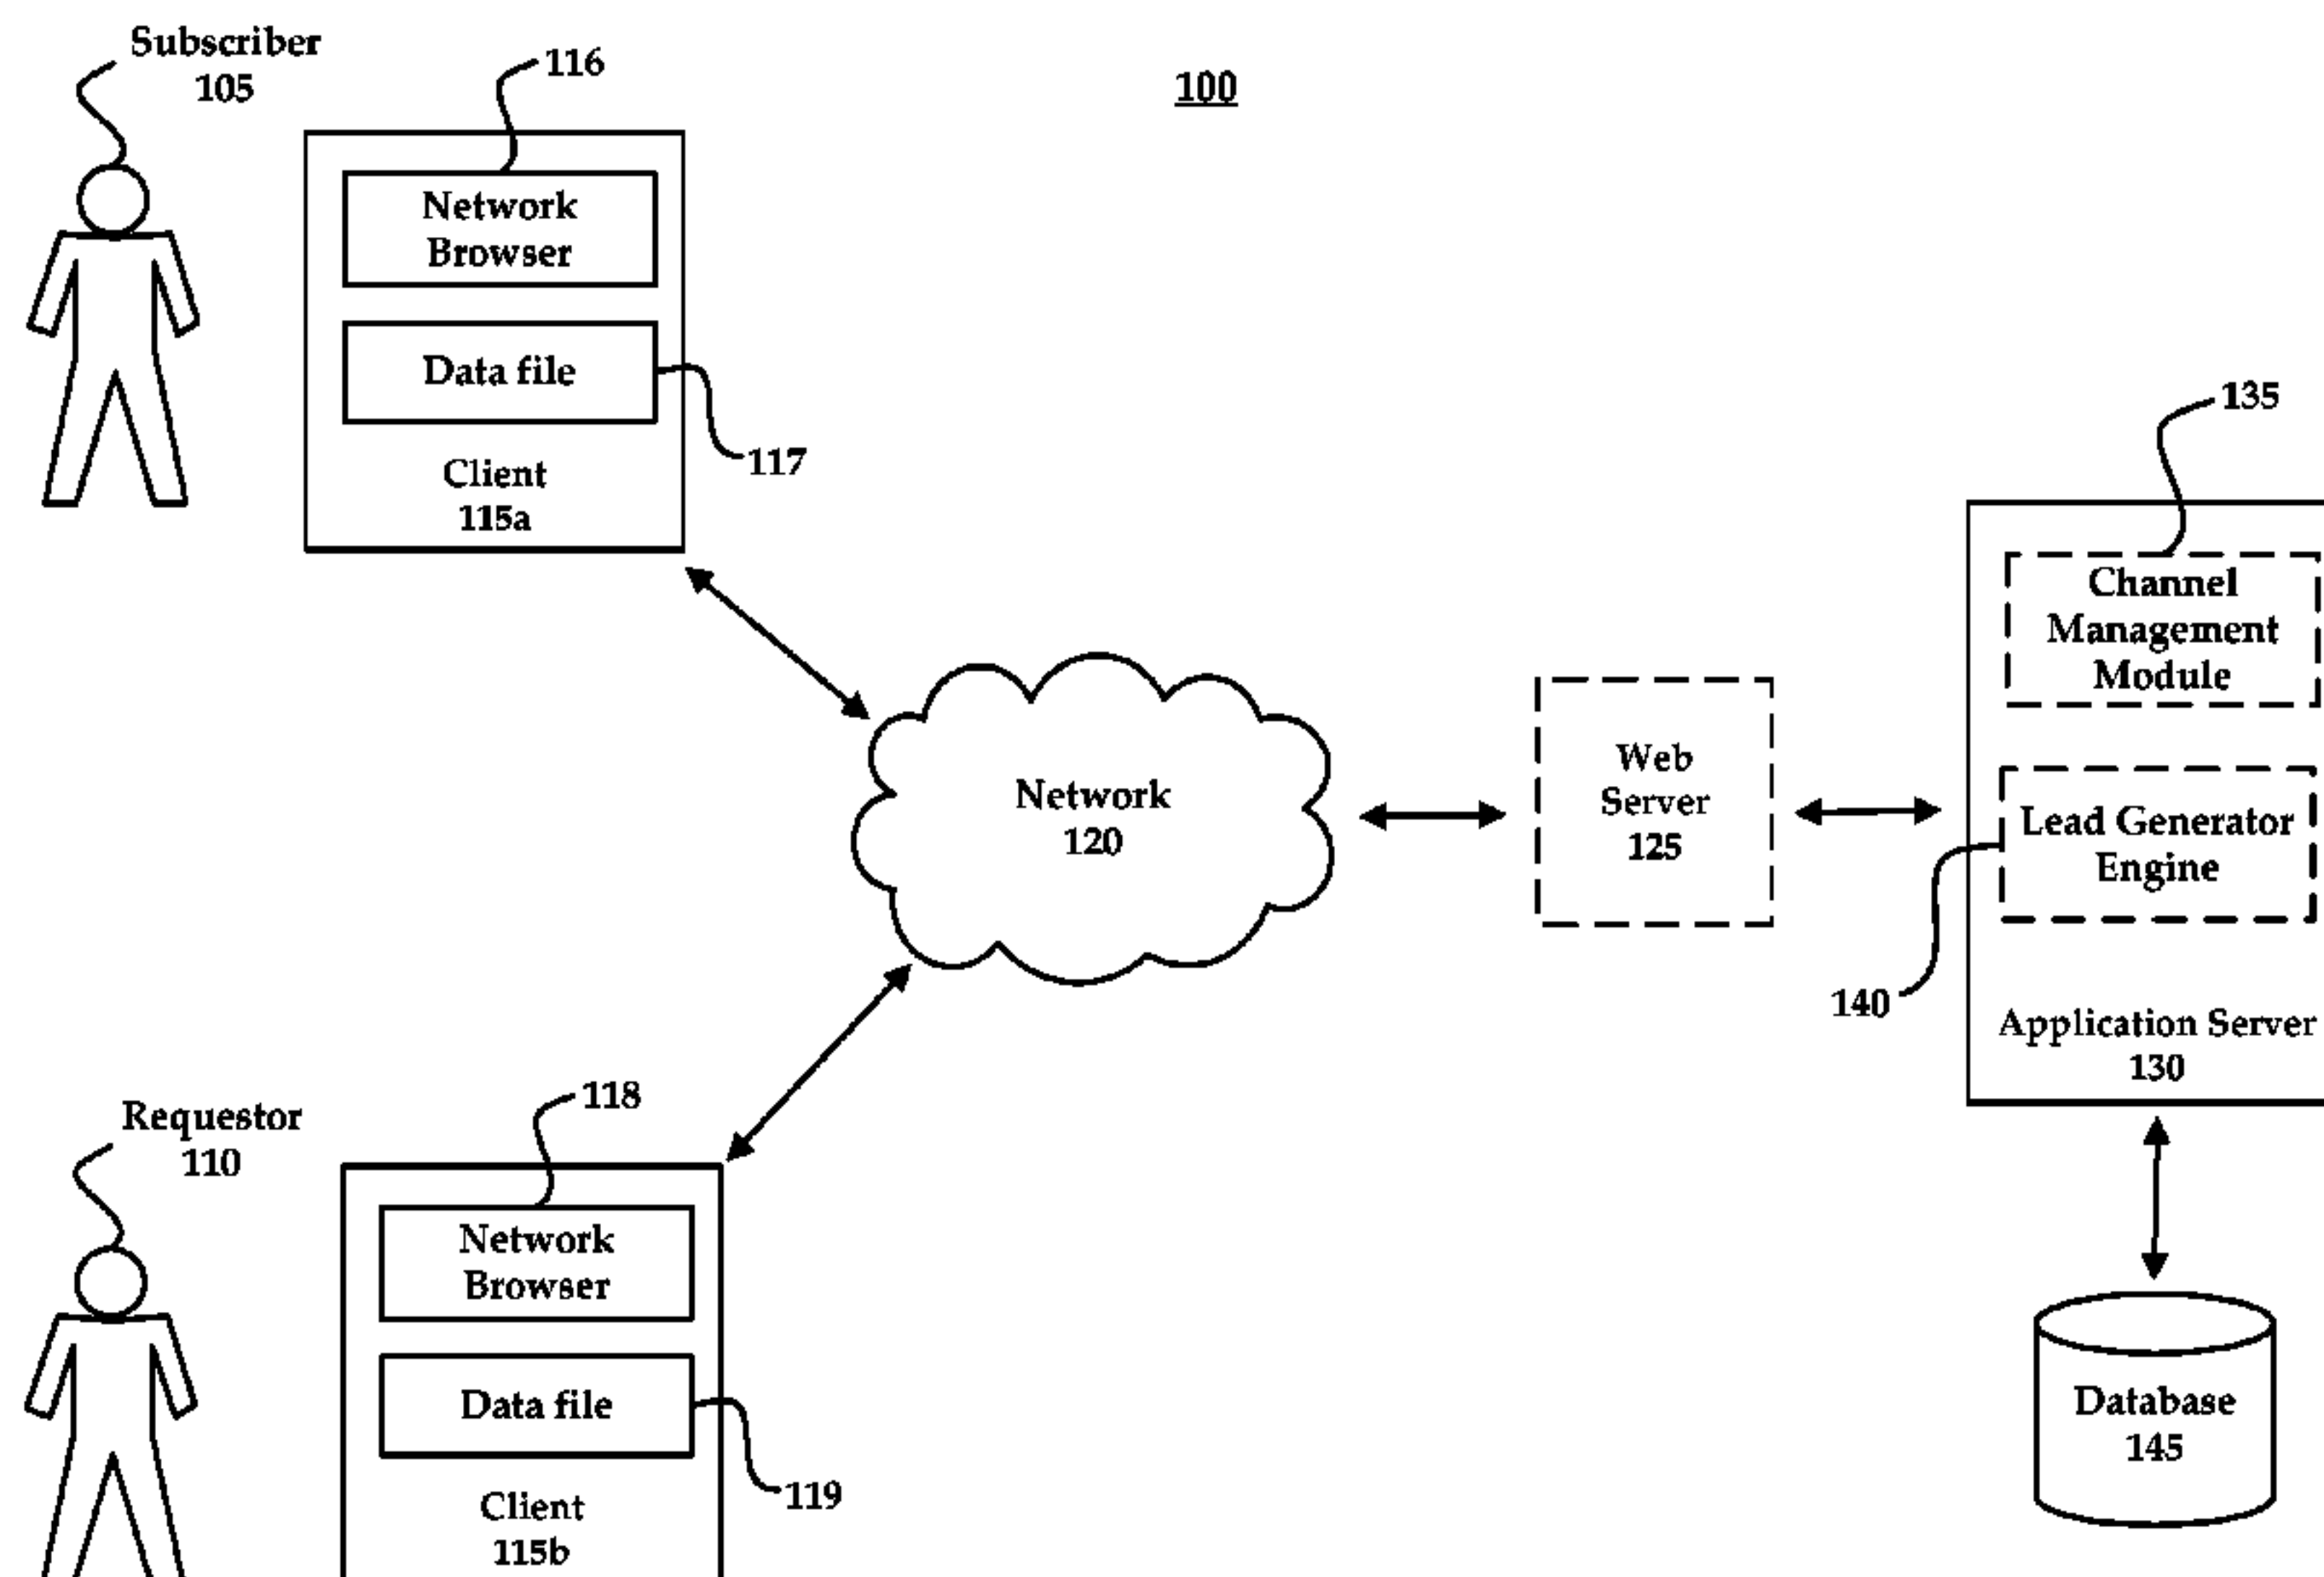 Subscriber
105
116
100
Network
Browser
Data file
117
Client
115a
135
Channel
Management
Module
Web
Server
125
Network
120
Lead Generator
Engine
140
Application Server
130
Requestor
110
118
Network
Browser
Data file
119
Client
115b
Database
145